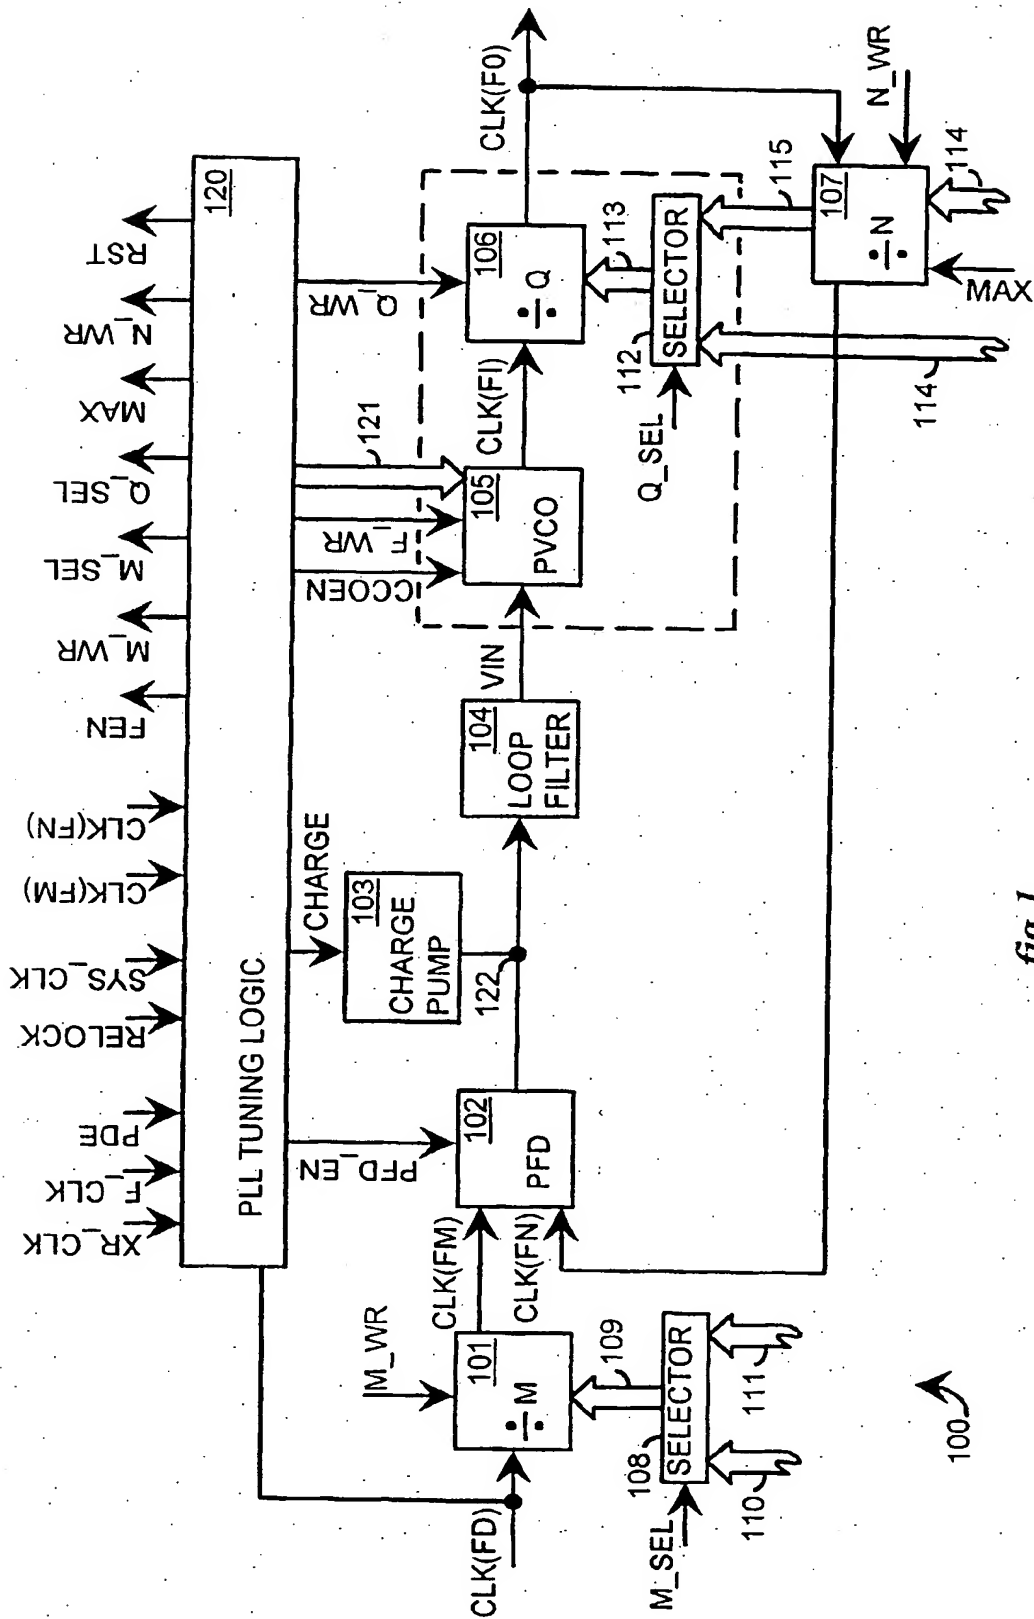 XR_CLK
F_CLK
PDE
RELOCK
SYS_CLK
CLK(FM)
CLK(FN)
FEN
M_WR
M_SEL
Q_SEL
MAX
N_WR
RST
PLL TUNING LOGIC
120
PFD_EN
CHARGE
CCOEN
F_WR
121
Q_WR
M_WR
CLK(FD)
101
÷M
CLK(FM)
CLK(FN)
102
PFD
103
CHARGE
PUMP
122
104
LOOP
FILTER
VIN
105
PVCO
CLK(FI)
106
÷Q
CLK(F0)
113
112
SELECTOR
Q_SEL
115
107
÷N
N_WR
114
MAX
114
109
108
SELECTOR
M_SEL
110
111
100
fig.1